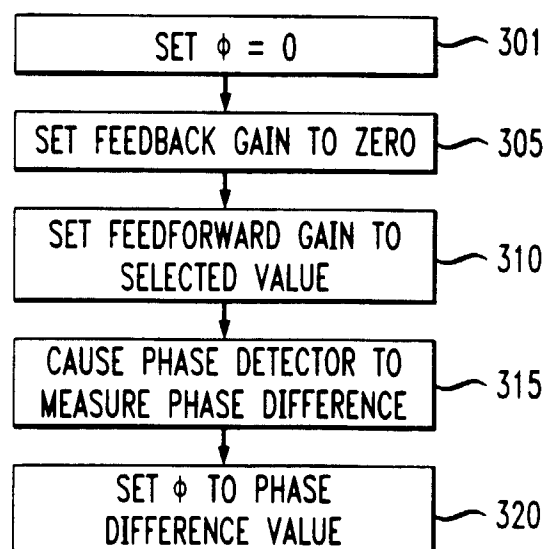 SET ϕ = 0
301
SET FEEDBACK GAIN TO ZERO
305
SET FEEDFORWARD GAIN TO
SELECTED VALUE
310
CAUSE PHASE DETECTOR TO
MEASURE PHASE DIFFERENCE
315
SET ϕ TO PHASE
DIFFERENCE VALUE
320